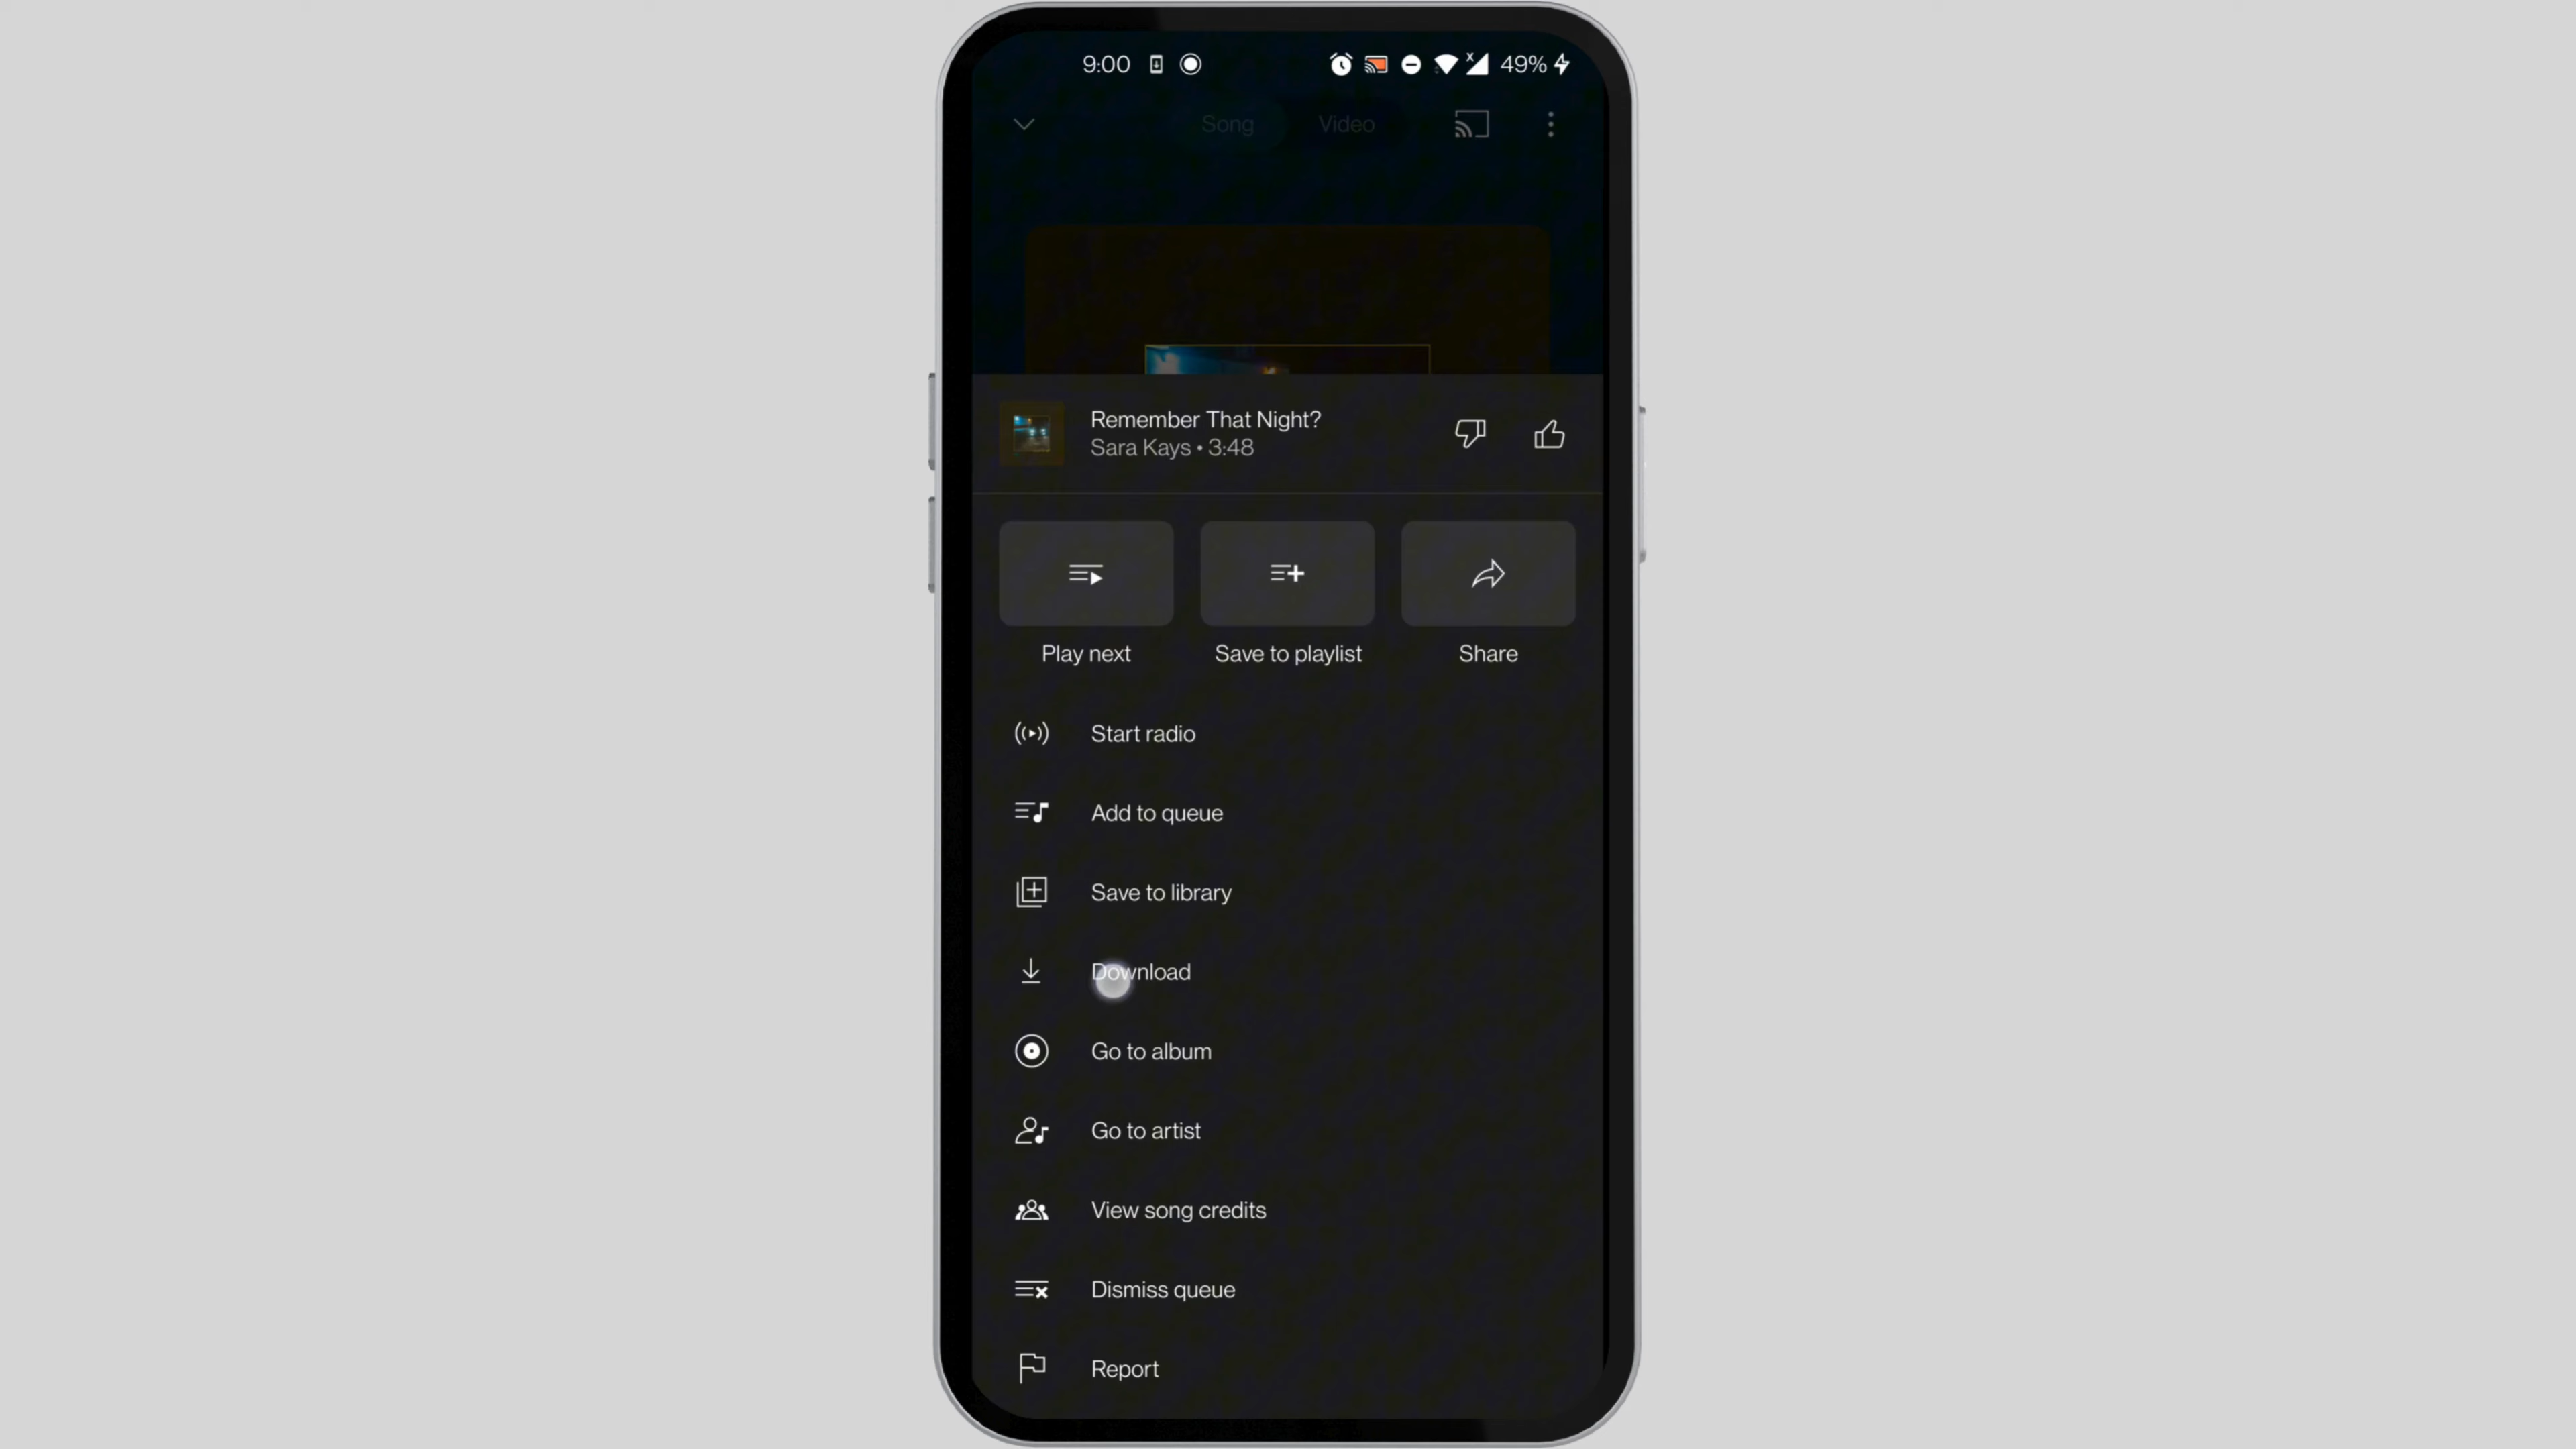 9:00
49%
Song Video
Remember That Night?
Sara Kays • 3:48
Play next Save to playlist Share
Start radio
Add to queue
Save to library
Download
Go to album
Go to artist
View song credits
Dismiss queue
Report